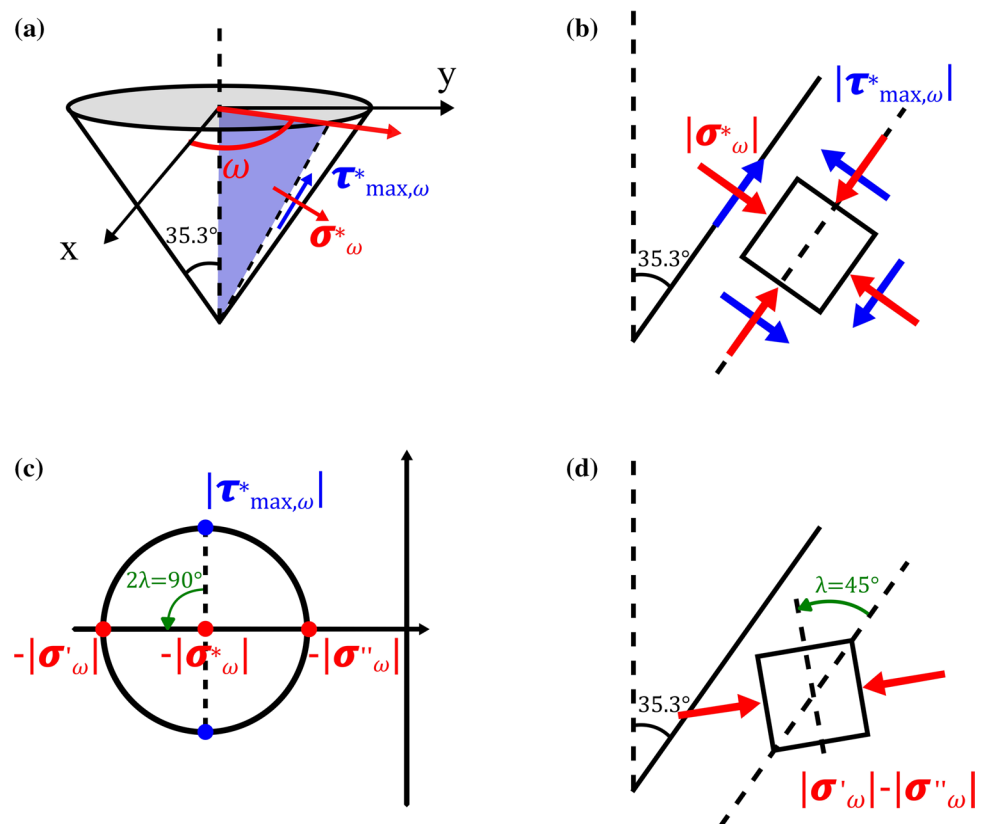 (a)
y
ω
τ*max,ω
35.3°
x
σ*ω
(b)
|τ*max,ω|
|σ*ω|
35.3°
(c)
|τ*max,ω|
2λ=90°
-|σ'ω| -|σ*ω| -|σ''ω|
(d)
λ=45°
35.3°
|σ'ω|-|σ''ω|